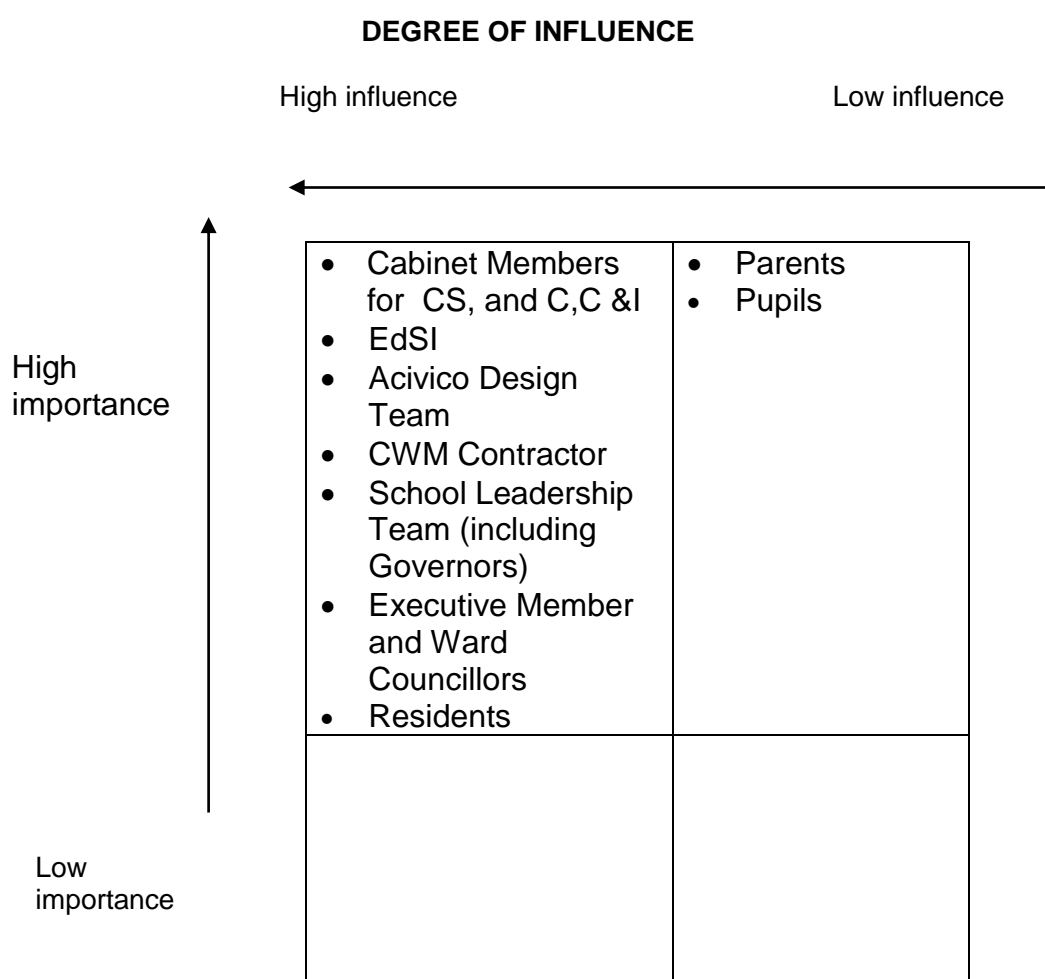 DEGREE OF INFLUENCE
High influence Low influence
• Cabinet Members
for CS, and C,C &I
• EdSI
• Acivico Design
Team
• CWM Contractor
• School Leadership
Team (including
Governors)
• Executive Member
and Ward
Councillors
• Residents
• Parents
• Pupils
High
importance
Low
importance